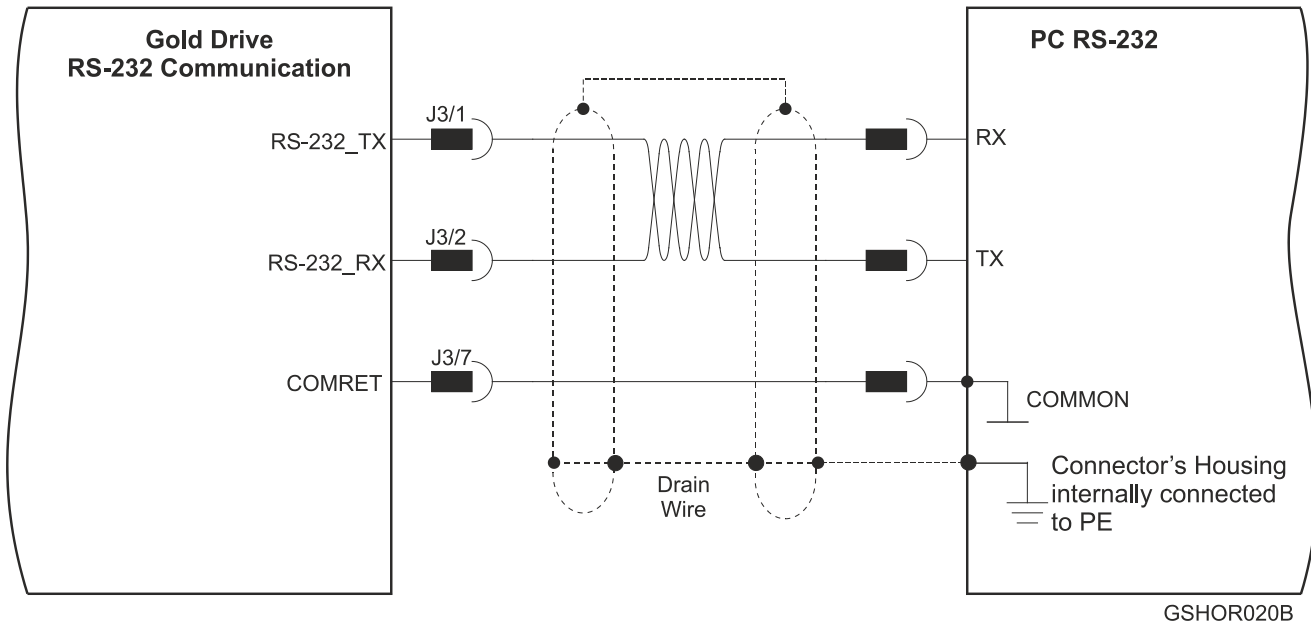 Gold Drive
RS-232 Communication
PC RS-232
J3/1
RS-232_TX
RX
J3/2
RS-232_RX
TX
J3/7
COMRET
COMMON
Drain
Wire
Connector's Housing
internally connected
to PE
GSHOR020B